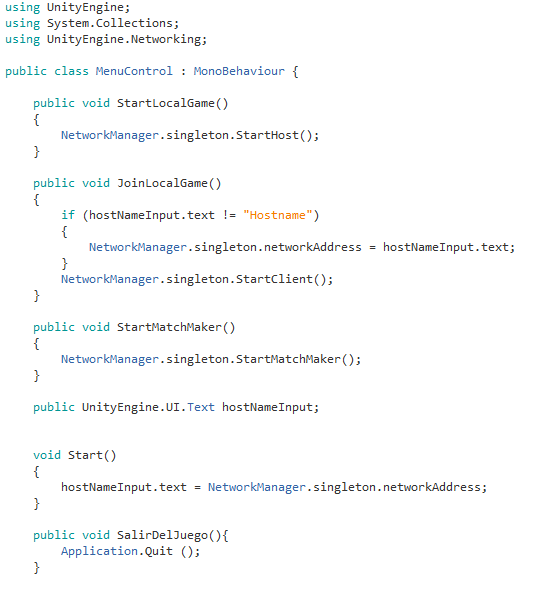 using UnityEngine;
using System.Collections;
using UnityEngine.Networking;
public class MenuControl : MonoBehaviour {
public void StartLocalGame()
{
NetworkManager.singleton.StartHost();
}
public void JoinLocalGame()
{
if (hostNameInput.text != "Hostname")
{
NetworkManager.singleton.networkAddress = hostNameInput.text;
}
NetworkManager.singleton.StartClient();
}
public void StartMatchMaker()
{
NetworkManager.singleton.StartMatchMaker();
}
public UnityEngine.UI.Text hostNameInput;
void Start()
{
hostNameInput.text = NetworkManager.singleton.networkAddress;
}
public void SalirDelJuego(){
Application.Quit ();
}